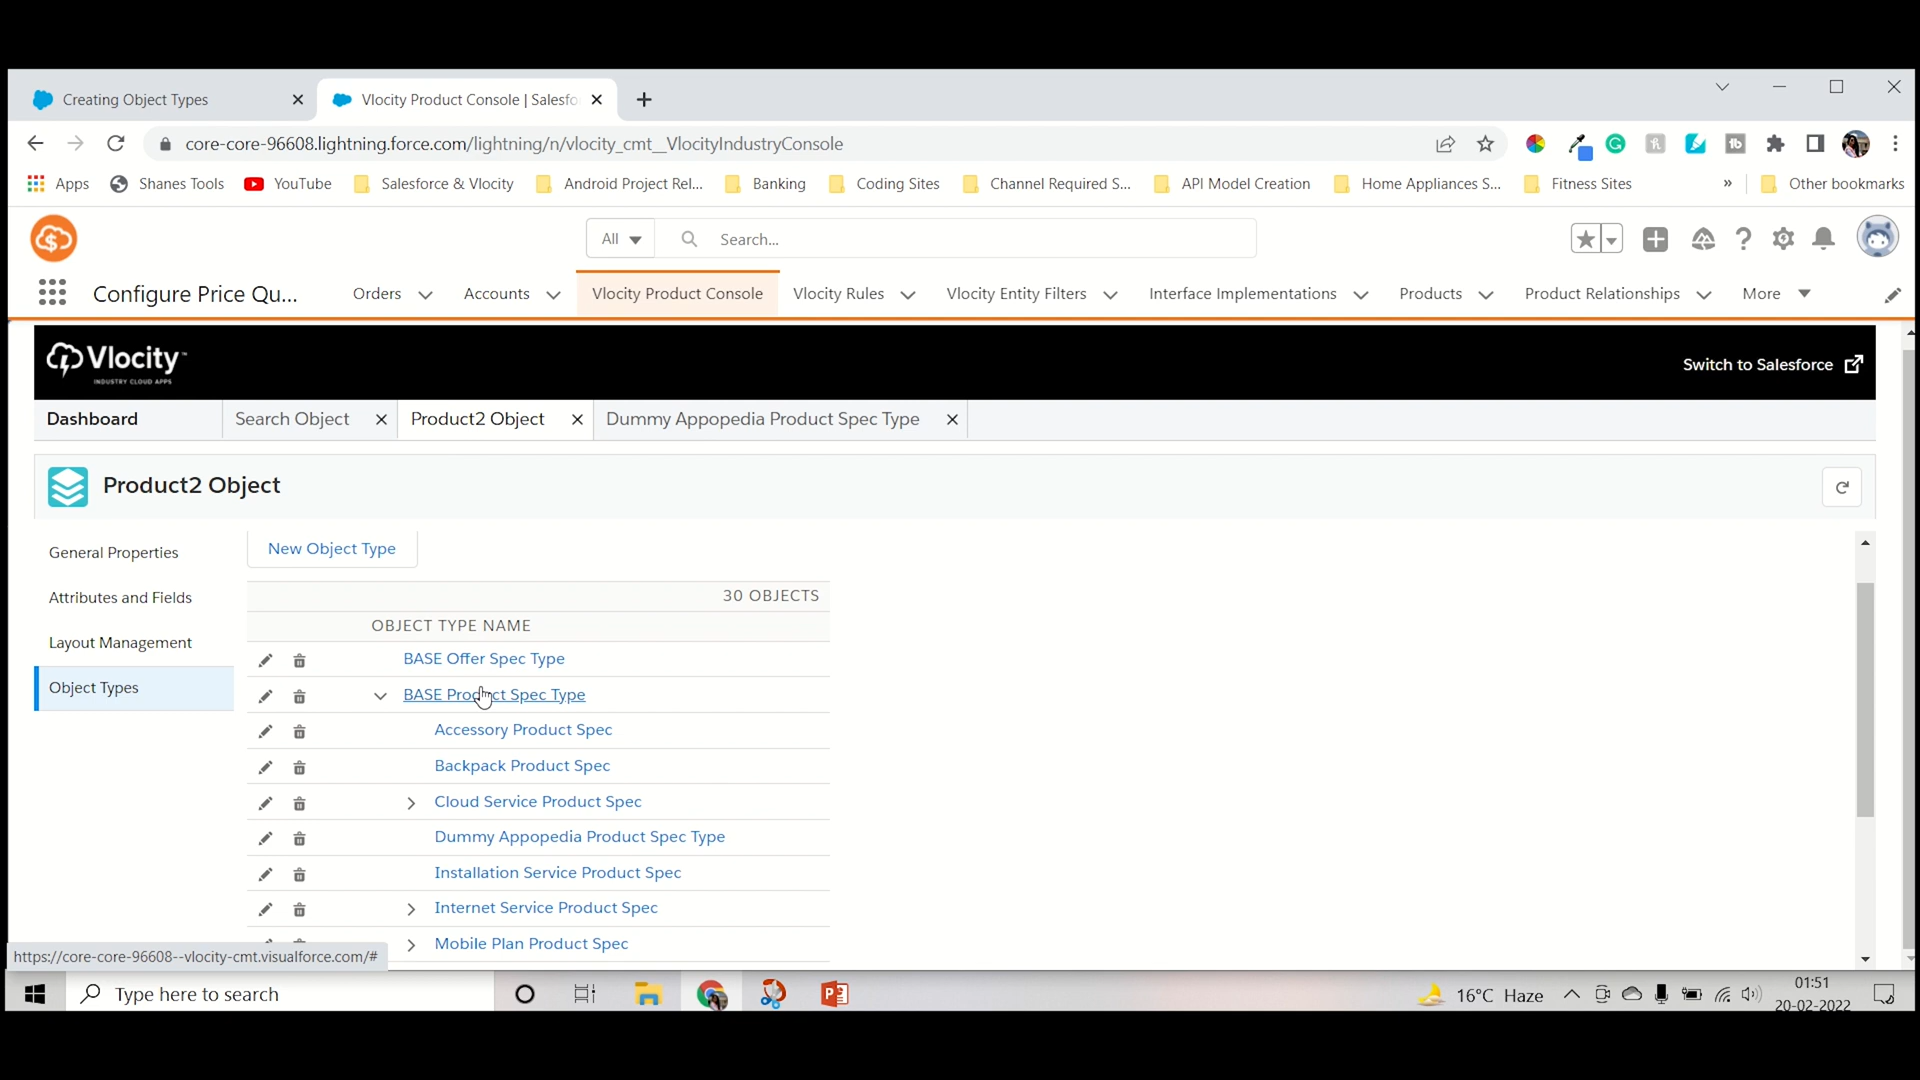 Creating Object Types
Vlocity Product Console | Salesfo
core-core-96608.lightning.force.com/lightning/n/vlocity_cmt__VlocityIndustryConsole
Apps Shanes Tools YouTube Salesforce & Vlocity Android Project Rel... Banking Coding Sites Channel Required S... API Model Creation Home Appliances S... Fitness Sites » Other bookmarks
All Search...
Configure Price Qu... Orders Accounts Vlocity Product Console Vlocity Rules Vlocity Entity Filters Interface Implementations Products Product Relationships More
Vlocity™
INDUSTRY CLOUD APPS
Switch to Salesforce
Dashboard Search Object Product2 Object Dummy Appopedia Product Spec Type
Product2 Object
General Properties
Attributes and Fields
Layout Management
Object Types
New Object Type
30 OBJECTS
OBJECT TYPE NAME
BASE Offer Spec Type
BASE Product Spec Type
Accessory Product Spec
Backpack Product Spec
Cloud Service Product Spec
Dummy Appopedia Product Spec Type
Installation Service Product Spec
Internet Service Product Spec
Mobile Plan Product Spec
https://core-core-96608--vlocity-cmt.visualforce.com/#
Type here to search
16°C Haze
01:51
20-02-2022